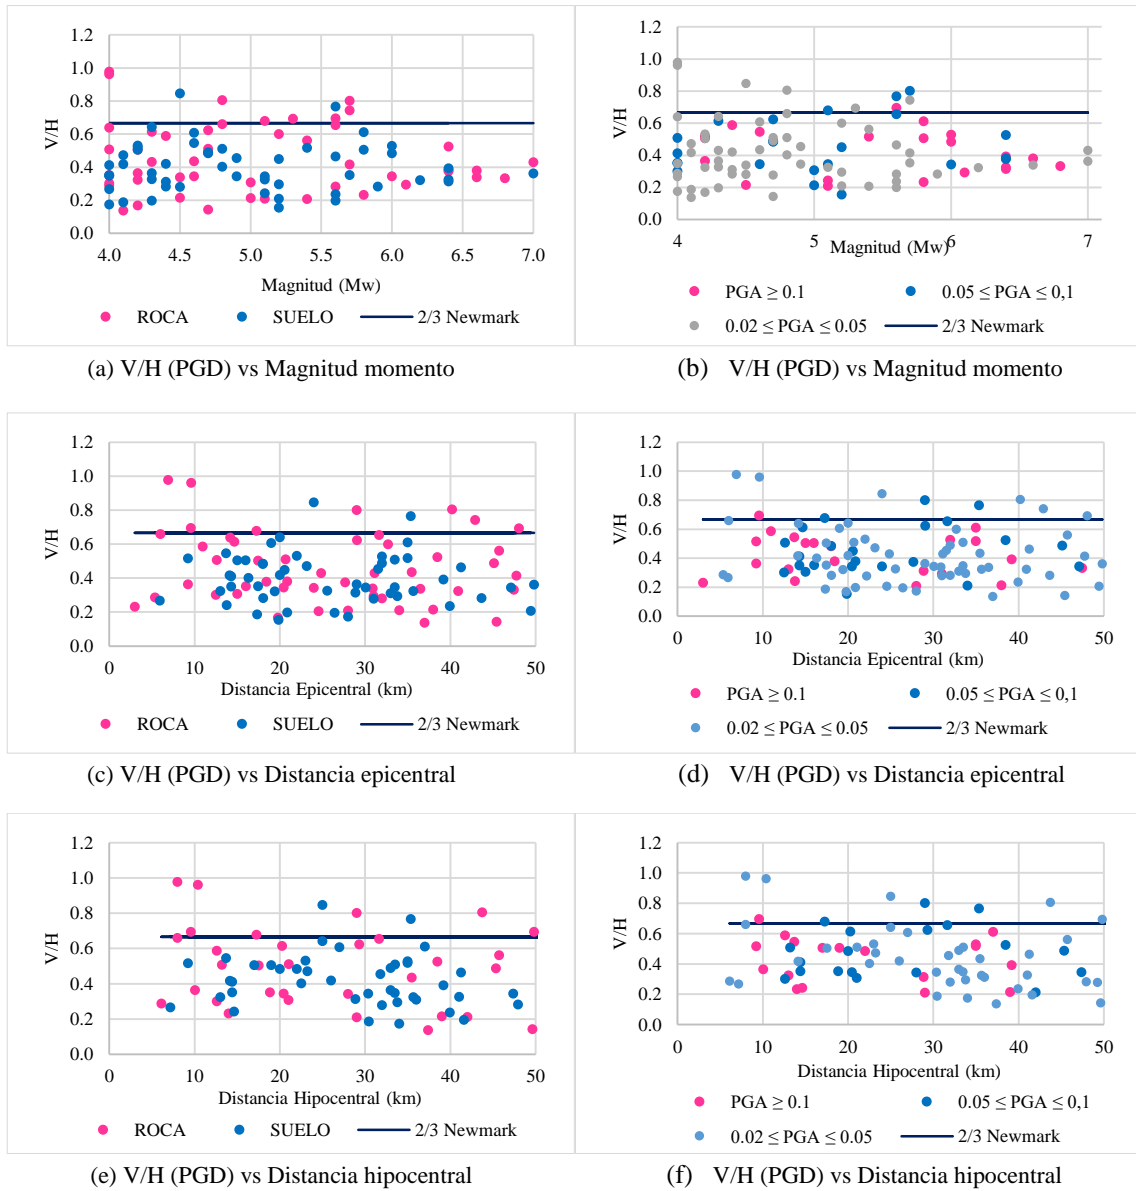 1.2
1.0
0.8
0.6
0.4
0.2
0.0
V/H
4.0 4.5 5.0 5.5 6.0 6.5 7.0
Magnitud (Mw)
ROCA SUELO 2/3 Newmark
(a) V/H (PGD) vs Magnitud momento
1.2
1.0
0.8
0.6
0.4
0.2
0.0
V/H
4 5 6 7
Magnitud (Mw)
PGA ≥ 0.1 0.05 ≤ PGA ≤ 0,1
0.02 ≤ PGA ≤ 0.05 2/3 Newmark
(b) V/H (PGD) vs Magnitud momento
1.2
1.0
0.8
0.6
0.4
0.2
0.0
V/H
0 10 20 30 40 50
Distancia Epicentral (km)
ROCA SUELO 2/3 Newmark
(c) V/H (PGD) vs Distancia epicentral
1.2
1.0
0.8
0.6
0.4
0.2
0.0
V/H
0 10 20 30 40 50
Distancia Epicentral (km)
PGA ≥ 0.1 0.05 ≤ PGA ≤ 0,1
0.02 ≤ PGA ≤ 0.05 2/3 Newmark
(d) V/H (PGD) vs Distancia epicentral
1.2
1.0
0.8
0.6
0.4
0.2
0.0
V/H
0 10 20 30 40 50
Distancia Hipocentral (km)
ROCA SUELO 2/3 Newmark
(e) V/H (PGD) vs Distancia hipocentral
1.2
1.0
0.8
0.6
0.4
0.2
0.0
V/H
0 10 20 30 40 50
Distancia Hipocentral (km)
PGA ≥ 0.1 0.05 ≤ PGA ≤ 0,1
0.02 ≤ PGA ≤ 0.05 2/3 Newmark
(f) V/H (PGD) vs Distancia hipocentral